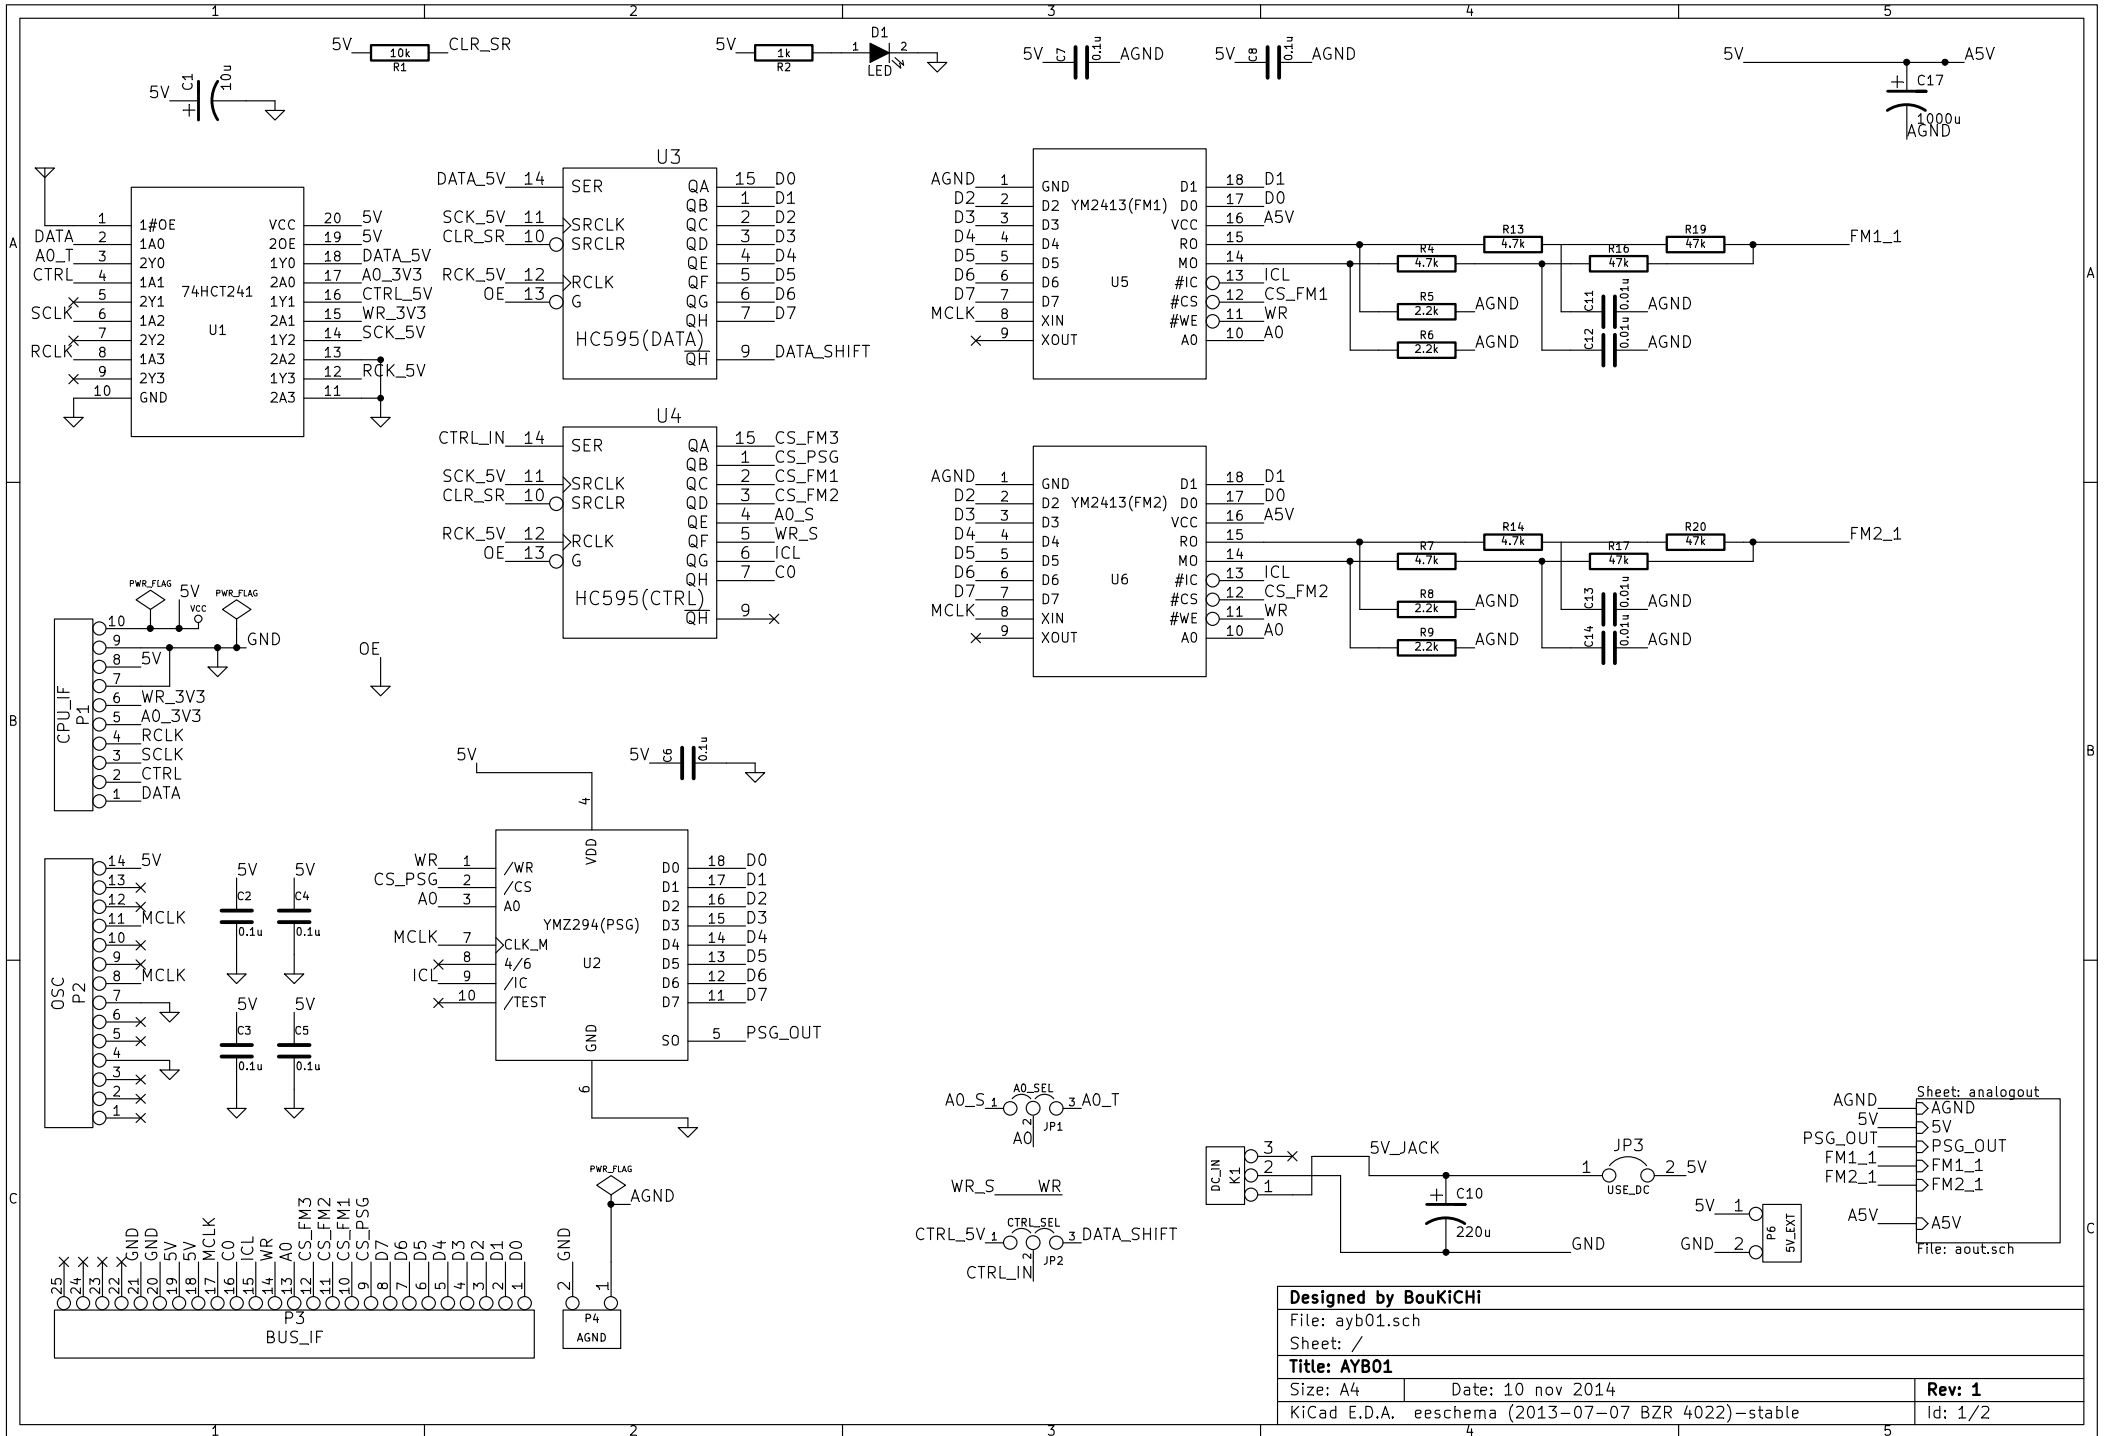 1 2 3 4 5
5V 10k R1 CLR_SR
5V 1k R2 1 D1 2 LED
5V C7 0.1u AGND
5V C8 0.1u AGND
5V A5V
+ C17
1000u
AGND
5V + C1 10u
1 1#OE
DATA 2 1A0
A0_T 3 2Y0
CTRL 4 1A1
5 2Y1
SCLK 6 1A2
7 2Y2
RCLK 8 1A3
9 2Y3
10 GND
74HCT241
U1
VCC 20 5V
2OE 19 5V
1Y0 18 DATA_5V
2A0 17 A0_3V3
1Y1 16 CTRL_5V
2A1 15 WR_3V3
1Y2 14 SCK_5V
2A2 13
1Y3 12 RCK_5V
2A3 11
U3
DATA_5V 14 SER
SCK_5V 11 SRCLK
CLR_SR 10 SRCLR
RCK_5V 12 RCLK
OE 13 G
HC595(DATA)
QA 15 D0
QB 1 D1
QC 2 D2
QD 3 D3
QE 4 D4
QF 5 D5
QG 6 D6
QH 7 D7
QH 9 DATA_SHIFT
U4
CTRL_IN 14 SER
SCK_5V 11 SRCLK
CLR_SR 10 SRCLR
RCK_5V 12 RCLK
OE 13 G
HC595(CTRL)
QA 15 CS_FM3
QB 1 CS_PSG
QC 2 CS_FM1
QD 3 CS_FM2
QE 4 A0_S
QF 5 WR_S
QG 6 ICL
QH 7 C0
QH 9
AGND 1 GND
D2 2 D2
D3 3 D3
D4 4 D4
D5 5 D5
D6 6 D6
D7 7 D7
MCLK 8 XIN
9 XOUT
YM2413(FM1)
U5
D1 18 D1
D0 17 D0
VCC 16 A5V
RO 15
MO 14
#IC 13 ICL
#CS 12 CS_FM1
#WE 11 WR
A0 10 A0
R13 4.7k
R19 47k
FM1_1
R4 4.7k
R16 47k
R5 2.2k AGND
R6 2.2k AGND
C11 0.01u AGND
C12 0.01u AGND
AGND 1 GND
D2 2 D2
D3 3 D3
D4 4 D4
D5 5 D5
D6 6 D6
D7 7 D7
MCLK 8 XIN
9 XOUT
YM2413(FM2)
U6
D1 18 D1
D0 17 D0
VCC 16 A5V
RO 15
MO 14
#IC 13 ICL
#CS 12 CS_FM2
#WE 11 WR
A0 10 A0
R14 4.7k
R20 47k
FM2_1
R7 4.7k
R17 47k
R8 2.2k AGND
R9 2.2k AGND
C13 0.01u AGND
C14 0.01u AGND
PWR_FLAG 5V VCC PWR_FLAG
10
9 GND
8 5V
7
6 WR_3V3
5 A0_3V3
4 RCLK
3 SCLK
2 CTRL
1 DATA
CPU_IF
P1
OE
5V C6 0.1u
5V
4
VDD
WR 1 /WR
CS_PSG 2 /CS
A0 3 A0
MCLK 7 CLK_M
8 4/6
ICL 9 /IC
10 /TEST
YMZ294(PSG)
U2
D0 18 D0
D1 17 D1
D2 16 D2
D3 15 D3
D4 14 D4
D5 13 D5
D6 12 D6
D7 11 D7
SO 5 PSG_OUT
GND
6
14 5V
13
12
11 MCLK
10
9
8 MCLK
7
6
5
4
3
2
1
OSC
P2
5V C2 0.1u
5V C4 0.1u
5V C3 0.1u
5V C5 0.1u
A0_SEL
A0_S 1 2 3 A0_T
A0 JP1
WR_S WR
CTRL_SEL
CTRL_5V 1 2 3 DATA_SHIFT
CTRL_IN JP2
DC_IN
K1
3
2
1
5V_JACK
+ C10
220u
GND
JP3
1 2 5V
USE_DC
5V 1
GND 2
P6
5V_EXT
Sheet: analogout
AGND AGND
5V 5V
PSG_OUT PSG_OUT
FM1_1 FM1_1
FM2_1 FM2_1
A5V A5V
File: aout.sch
25
24
23
22
21 GND
20 GND
19 5V
18 5V
17 MCLK
16 C0
15 ICL
14 WR
13 A0
12 CS_FM3
11 CS_FM2
10 CS_FM1
9 CS_PSG
8 D7
7 D6
6 D5
5 D4
4 D3
3 D2
2 D1
1 D0
P3
BUS_IF
PWR_FLAG
AGND
GND
2 1
P4
AGND
Designed by BouKiCHi
File: ayb01.sch
Sheet: /
Title: AYB01
Size: A4 Date: 10 nov 2014 Rev: 1
KiCad E.D.A. eeschema (2013-07-07 BZR 4022)-stable Id: 1/2
A A
B B
C C
1 2 3 4 5